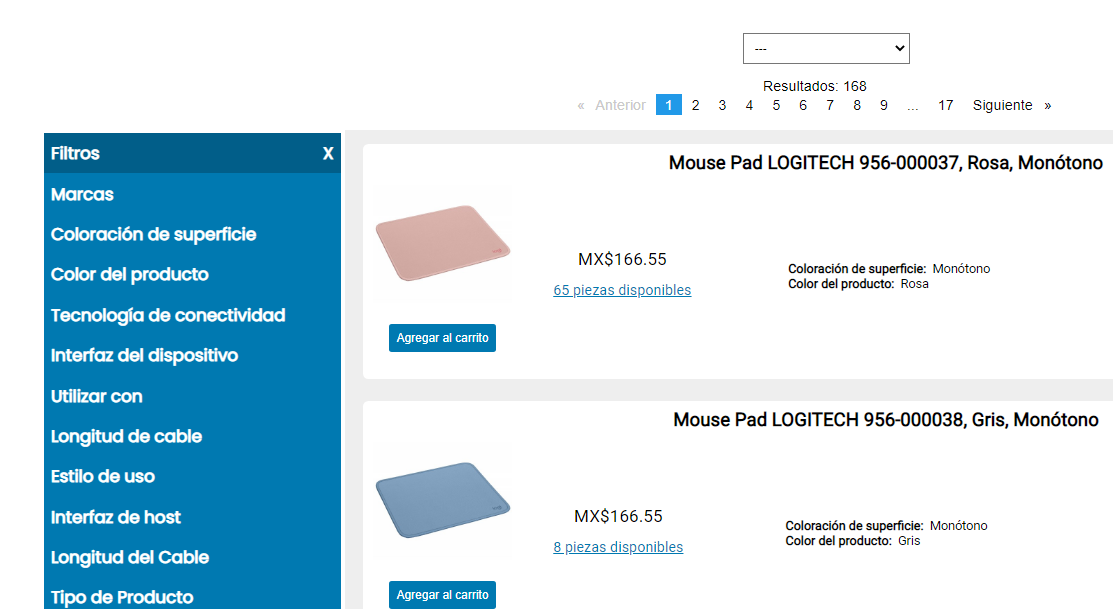 ---
Resultados: 168
« Anterior 1 2 3 4 5 6 7 8 9 ... 17 Siguiente »
Filtros X
Marcas
Coloración de superficie
Color del producto
Tecnología de conectividad
Interfaz del dispositivo
Utilizar con
Longitud de cable
Estilo de uso
Interfaz de host
Longitud del Cable
Tipo de Producto
Mouse Pad LOGITECH 956-000037, Rosa, Monótono
MX$166.55
65 piezas disponibles
Agregar al carrito
Coloración de superficie: Monótono
Color del producto: Rosa
Mouse Pad LOGITECH 956-000038, Gris, Monótono
MX$166.55
8 piezas disponibles
Agregar al carrito
Coloración de superficie: Monótono
Color del producto: Gris